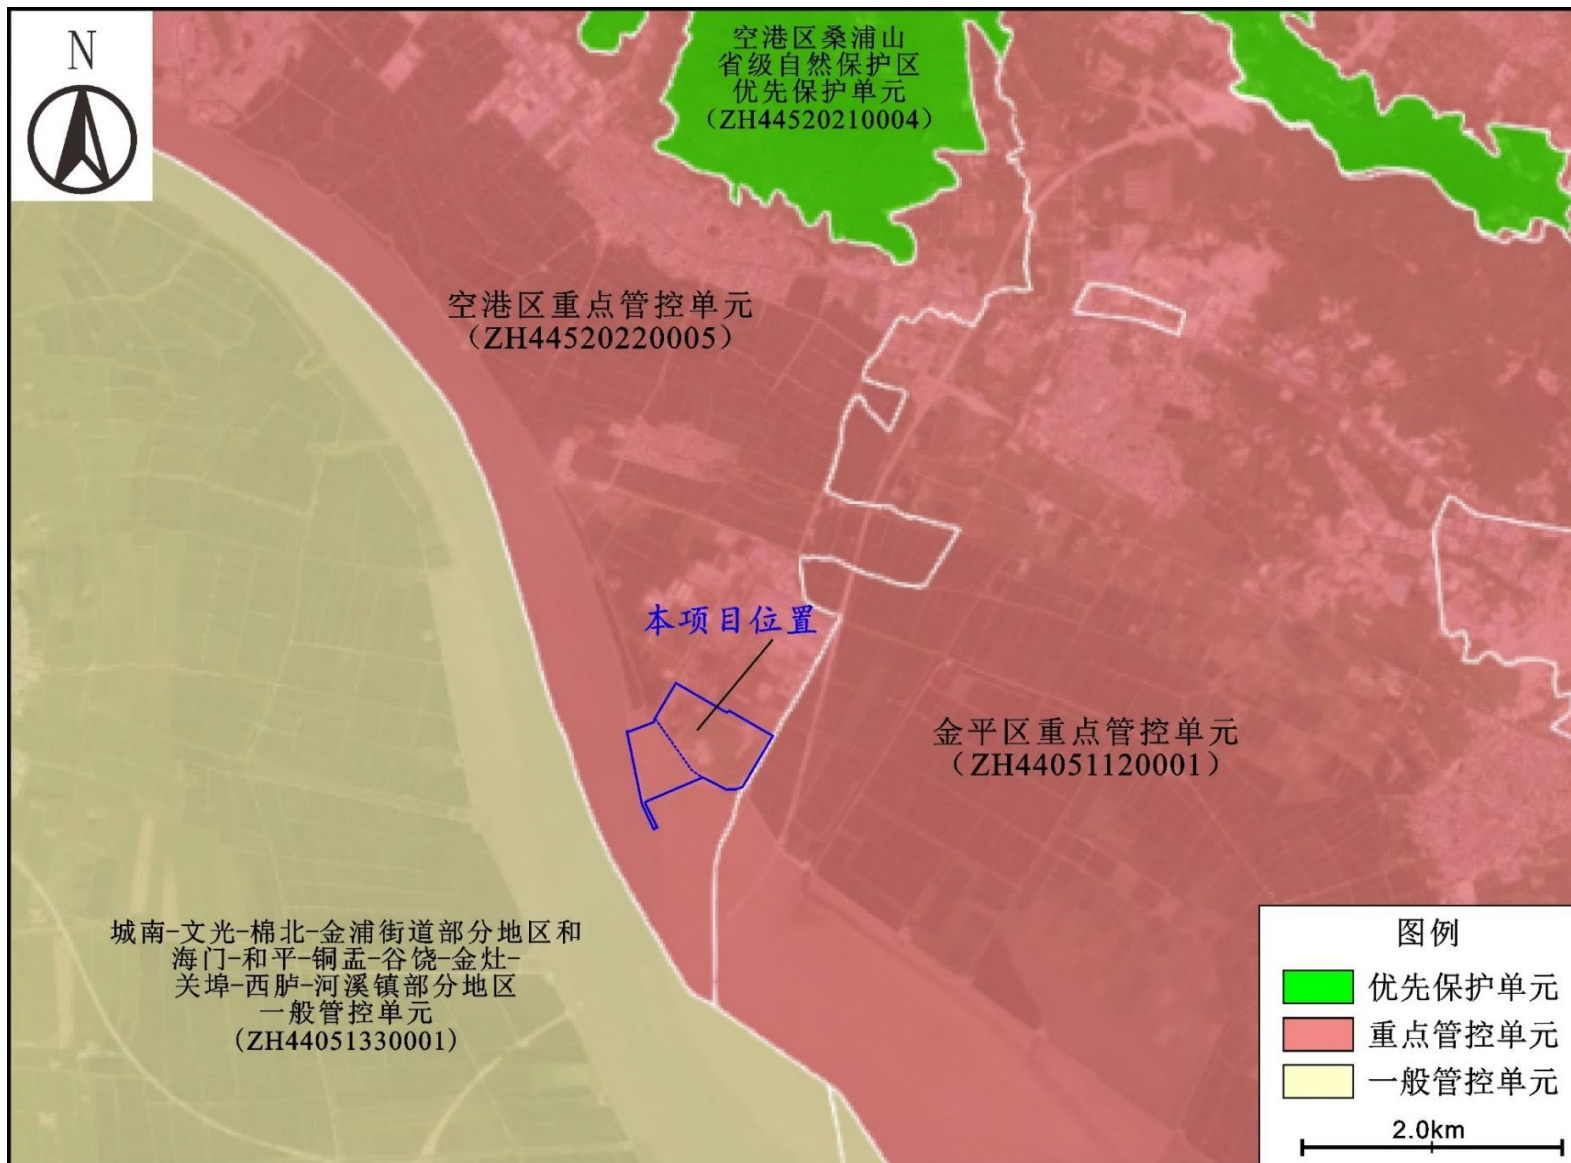 N
空港区桑浦山
省级自然保护区
优先保护单元
(ZH44520210004)
空港区重点管控单元
(ZH44520220005)
本项目位置
金平区重点管控单元
(ZH44051120001)
城南-文光-棉北-金浦街道部分地区和
海门-和平-铜盂-谷饶-金灶-
关埠-西胪-河溪镇部分地区
一般管控单元
(ZH44051330001)
图例
优先保护单元
重点管控单元
一般管控单元
2.0km